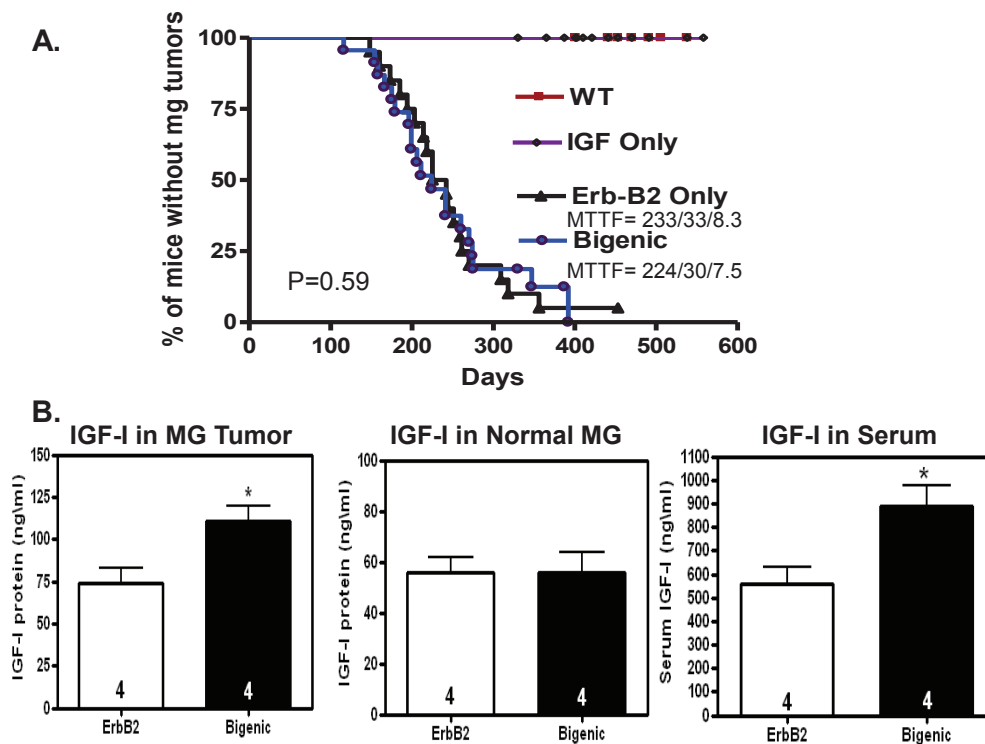 A.
% of mice without mg tumors
100
75
50
25
0
0 100 200 300 400 500 600
Days
WT
IGF Only
Erb-B2 Only
MTTF= 233/33/8.3
Bigenic
MTTF= 224/30/7.5
P=0.59
B.
IGF-I in MG Tumor
IGF-I protein (ng\ml)
150
125
100
75
50
25
0
*
4 4
ErbB2 Bigenic
IGF-I in Normal MG
IGF-I protein (ng\ml)
100
80
60
40
20
0
4 4
ErbB2 Bigenic
IGF-I in Serum
Serum IGF-I (ng\ml)
1100
1000
900
800
700
600
500
400
300
200
100
0
*
4 4
ErbB2 Bigenic